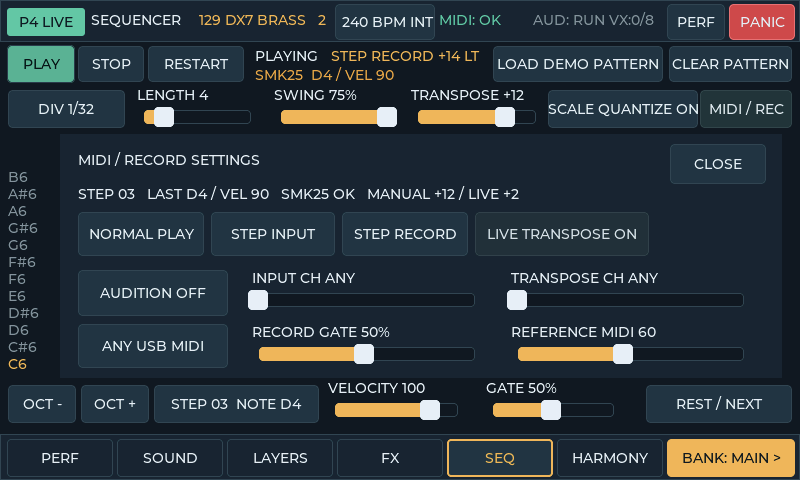 P4 LIVE SEQUENCER 129 DX7 BRASS 2 240 BPM INT MIDI: OK AUD: RUN VX:0/8 PERF PANIC
PLAY STOP RESTART PLAYING STEP RECORD +14 LT LOAD DEMO PATTERN CLEAR PATTERN
SMK25 D4 / VEL 90
DIV 1/32 LENGTH 4 SWING 75% TRANSPOSE +12 SCALE QUANTIZE ON MIDI / REC
MIDI / RECORD SETTINGS CLOSE
STEP 03 LAST D4 / VEL 90 SMK25 OK MANUAL +12 / LIVE +2
NORMAL PLAY STEP INPUT STEP RECORD LIVE TRANSPOSE ON
AUDITION OFF INPUT CH ANY TRANSPOSE CH ANY
ANY USB MIDI RECORD GATE 50% REFERENCE MIDI 60
B6
A#6
A6
G#6
G6
F#6
F6
E6
D#6
D6
C#6
C6
OCT - OCT + STEP 03 NOTE D4 VELOCITY 100 GATE 50% REST / NEXT
PERF SOUND LAYERS FX SEQ HARMONY BANK: MAIN >